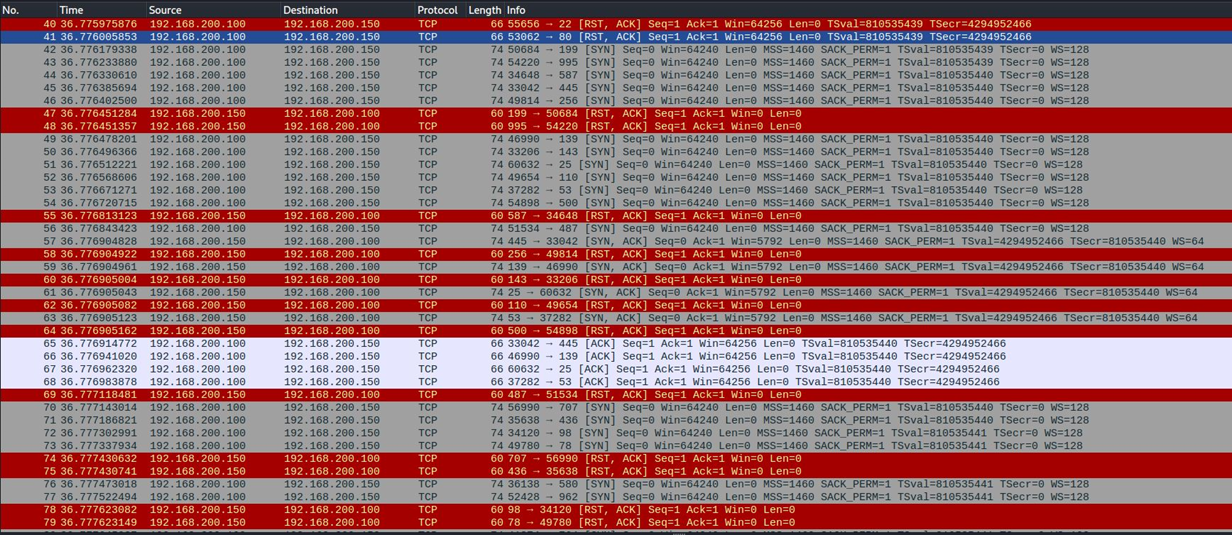 No. Time Source Destination Protocol Length Info
40 36.775975876 192.168.200.100 192.168.200.150 TCP 66 55656 → 22 [RST, ACK] Seq=1 Ack=1 Win=64256 Len=0 TSval=810535439 TSecr=4294952466
41 36.776005853 192.168.200.100 192.168.200.150 TCP 66 53062 → 80 [RST, ACK] Seq=1 Ack=1 Win=64256 Len=0 TSval=810535439 TSecr=4294952466
42 36.776179338 192.168.200.100 192.168.200.150 TCP 74 50684 → 199 [SYN] Seq=0 Win=64240 Len=0 MSS=1460 SACK_PERM=1 TSval=810535439 TSecr=0 WS=128
43 36.776233880 192.168.200.100 192.168.200.150 TCP 74 54220 → 995 [SYN] Seq=0 Win=64240 Len=0 MSS=1460 SACK_PERM=1 TSval=810535439 TSecr=0 WS=128
44 36.776330610 192.168.200.100 192.168.200.150 TCP 74 34648 → 587 [SYN] Seq=0 Win=64240 Len=0 MSS=1460 SACK_PERM=1 TSval=810535440 TSecr=0 WS=128
45 36.776385694 192.168.200.100 192.168.200.150 TCP 74 33042 → 445 [SYN] Seq=0 Win=64240 Len=0 MSS=1460 SACK_PERM=1 TSval=810535440 TSecr=0 WS=128
46 36.776402500 192.168.200.100 192.168.200.150 TCP 74 49814 → 256 [SYN] Seq=0 Win=64240 Len=0 MSS=1460 SACK_PERM=1 TSval=810535440 TSecr=0 WS=128
47 36.776451284 192.168.200.150 192.168.200.100 TCP 60 199 → 50684 [RST, ACK] Seq=1 Ack=1 Win=0 Len=0
48 36.776451357 192.168.200.150 192.168.200.100 TCP 60 995 → 54220 [RST, ACK] Seq=1 Ack=1 Win=0 Len=0
49 36.776478201 192.168.200.100 192.168.200.150 TCP 74 46990 → 139 [SYN] Seq=0 Win=64240 Len=0 MSS=1460 SACK_PERM=1 TSval=810535440 TSecr=0 WS=128
50 36.776496366 192.168.200.100 192.168.200.150 TCP 74 33206 → 143 [SYN] Seq=0 Win=64240 Len=0 MSS=1460 SACK_PERM=1 TSval=810535440 TSecr=0 WS=128
51 36.776512221 192.168.200.100 192.168.200.150 TCP 74 60632 → 25 [SYN] Seq=0 Win=64240 Len=0 MSS=1460 SACK_PERM=1 TSval=810535440 TSecr=0 WS=128
52 36.776568606 192.168.200.100 192.168.200.150 TCP 74 49654 → 110 [SYN] Seq=0 Win=64240 Len=0 MSS=1460 SACK_PERM=1 TSval=810535440 TSecr=0 WS=128
53 36.776671271 192.168.200.100 192.168.200.150 TCP 74 37282 → 53 [SYN] Seq=0 Win=64240 Len=0 MSS=1460 SACK_PERM=1 TSval=810535440 TSecr=0 WS=128
54 36.776720715 192.168.200.100 192.168.200.150 TCP 74 54898 → 500 [SYN] Seq=0 Win=64240 Len=0 MSS=1460 SACK_PERM=1 TSval=810535440 TSecr=0 WS=128
55 36.776813123 192.168.200.150 192.168.200.100 TCP 60 587 → 34648 [RST, ACK] Seq=1 Ack=1 Win=0 Len=0
56 36.776843423 192.168.200.100 192.168.200.150 TCP 74 51534 → 487 [SYN] Seq=0 Win=64240 Len=0 MSS=1460 SACK_PERM=1 TSval=810535440 TSecr=0 WS=128
57 36.776904828 192.168.200.150 192.168.200.100 TCP 74 445 → 33042 [SYN, ACK] Seq=0 Ack=1 Win=5792 Len=0 MSS=1460 SACK_PERM=1 TSval=4294952466 TSecr=810535440 WS=64
58 36.776904922 192.168.200.150 192.168.200.100 TCP 60 256 → 49814 [RST, ACK] Seq=1 Ack=1 Win=0 Len=0
59 36.776904961 192.168.200.150 192.168.200.100 TCP 74 139 → 46990 [SYN, ACK] Seq=0 Ack=1 Win=5792 Len=0 MSS=1460 SACK_PERM=1 TSval=4294952466 TSecr=810535440 WS=64
60 36.776905004 192.168.200.150 192.168.200.100 TCP 60 143 → 33206 [RST, ACK] Seq=1 Ack=1 Win=0 Len=0
61 36.776905043 192.168.200.150 192.168.200.100 TCP 74 25 → 60632 [SYN, ACK] Seq=0 Ack=1 Win=5792 Len=0 MSS=1460 SACK_PERM=1 TSval=4294952466 TSecr=810535440 WS=64
62 36.776905082 192.168.200.150 192.168.200.100 TCP 60 110 → 49654 [RST, ACK] Seq=1 Ack=1 Win=0 Len=0
63 36.776905123 192.168.200.150 192.168.200.100 TCP 74 53 → 37282 [SYN, ACK] Seq=0 Ack=1 Win=5792 Len=0 MSS=1460 SACK_PERM=1 TSval=4294952466 TSecr=810535440 WS=64
64 36.776905162 192.168.200.150 192.168.200.100 TCP 60 500 → 54898 [RST, ACK] Seq=1 Ack=1 Win=0 Len=0
65 36.776914772 192.168.200.100 192.168.200.150 TCP 66 33042 → 445 [ACK] Seq=1 Ack=1 Win=64256 Len=0 TSval=810535440 TSecr=4294952466
66 36.776941020 192.168.200.100 192.168.200.150 TCP 66 46990 → 139 [ACK] Seq=1 Ack=1 Win=64256 Len=0 TSval=810535440 TSecr=4294952466
67 36.776962320 192.168.200.100 192.168.200.150 TCP 66 60632 → 25 [ACK] Seq=1 Ack=1 Win=64256 Len=0 TSval=810535440 TSecr=4294952466
68 36.776983878 192.168.200.100 192.168.200.150 TCP 66 37282 → 53 [ACK] Seq=1 Ack=1 Win=64256 Len=0 TSval=810535440 TSecr=4294952466
69 36.777118481 192.168.200.150 192.168.200.100 TCP 60 487 → 51534 [RST, ACK] Seq=1 Ack=1 Win=0 Len=0
70 36.777143014 192.168.200.100 192.168.200.150 TCP 74 56990 → 707 [SYN] Seq=0 Win=64240 Len=0 MSS=1460 SACK_PERM=1 TSval=810535440 TSecr=0 WS=128
71 36.777186821 192.168.200.100 192.168.200.150 TCP 74 35638 → 436 [SYN] Seq=0 Win=64240 Len=0 MSS=1460 SACK_PERM=1 TSval=810535440 TSecr=0 WS=128
72 36.777302991 192.168.200.100 192.168.200.150 TCP 74 34120 → 98 [SYN] Seq=0 Win=64240 Len=0 MSS=1460 SACK_PERM=1 TSval=810535441 TSecr=0 WS=128
73 36.777337934 192.168.200.100 192.168.200.150 TCP 74 49780 → 78 [SYN] Seq=0 Win=64240 Len=0 MSS=1460 SACK_PERM=1 TSval=810535441 TSecr=0 WS=128
74 36.777430632 192.168.200.150 192.168.200.100 TCP 60 707 → 56990 [RST, ACK] Seq=1 Ack=1 Win=0 Len=0
75 36.777430741 192.168.200.150 192.168.200.100 TCP 60 436 → 35638 [RST, ACK] Seq=1 Ack=1 Win=0 Len=0
76 36.777473018 192.168.200.100 192.168.200.150 TCP 74 36138 → 580 [SYN] Seq=0 Win=64240 Len=0 MSS=1460 SACK_PERM=1 TSval=810535441 TSecr=0 WS=128
77 36.777522494 192.168.200.100 192.168.200.150 TCP 74 52428 → 962 [SYN] Seq=0 Win=64240 Len=0 MSS=1460 SACK_PERM=1 TSval=810535441 TSecr=0 WS=128
78 36.777623082 192.168.200.150 192.168.200.100 TCP 60 98 → 34120 [RST, ACK] Seq=1 Ack=1 Win=0 Len=0
79 36.777623149 192.168.200.150 192.168.200.100 TCP 60 78 → 49780 [RST, ACK] Seq=1 Ack=1 Win=0 Len=0